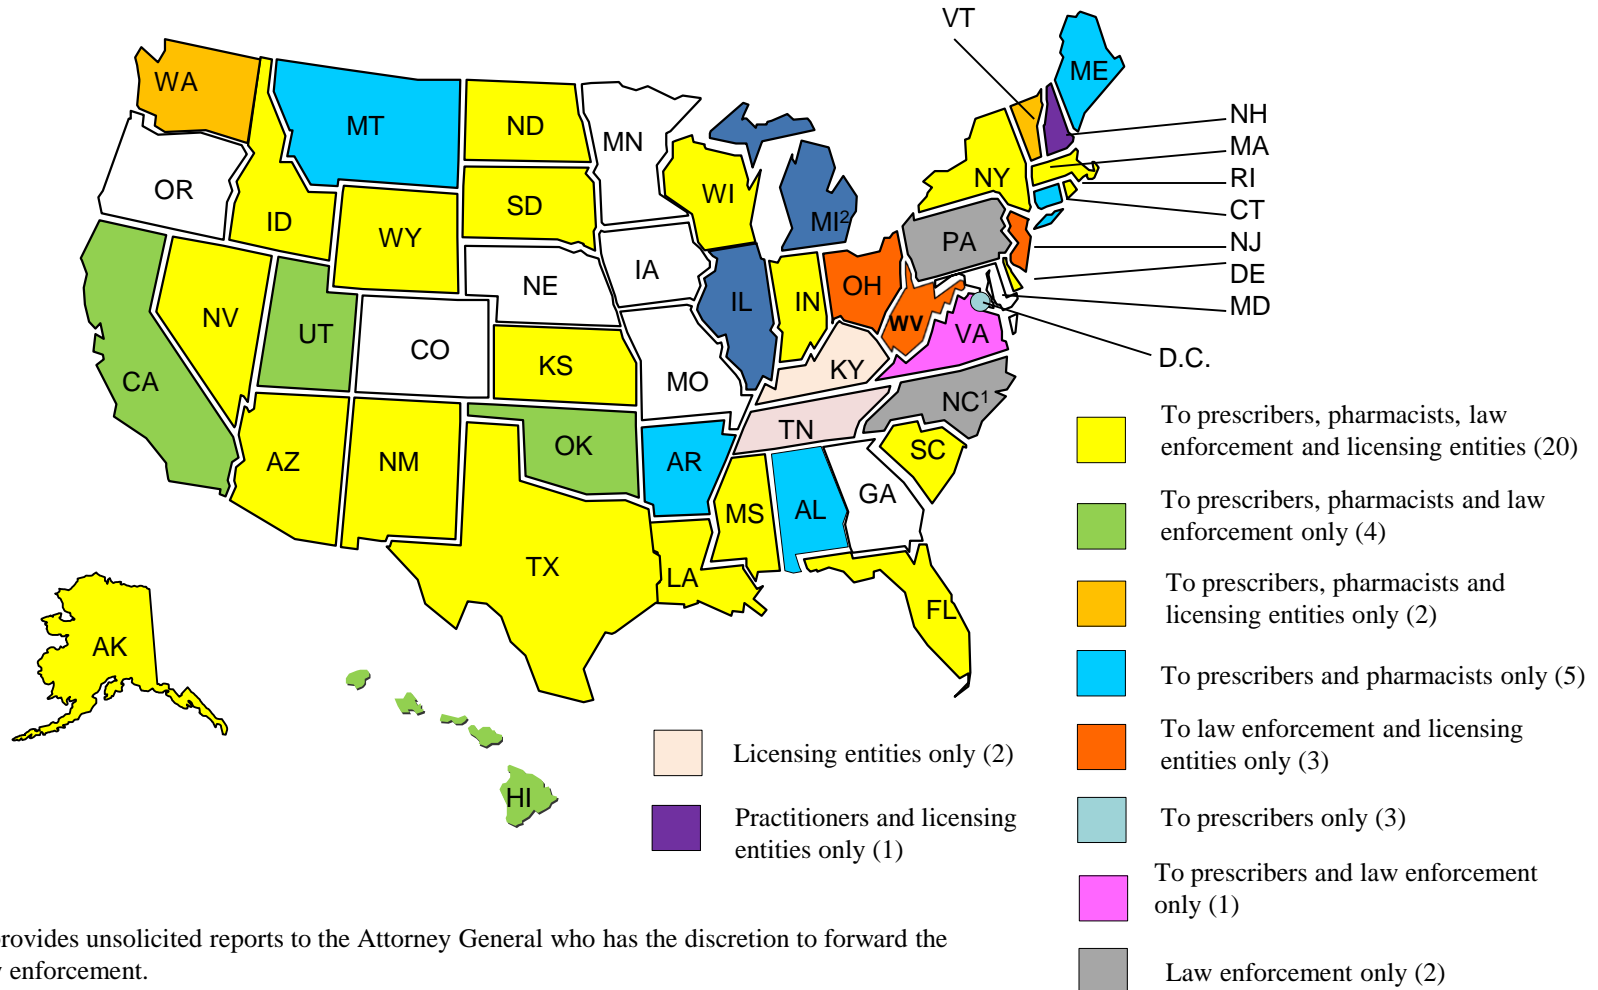 VT
WA
ME
MT
ND
MN
NH
MA
OR
ID
SD
WI
NY
RI
WY
MI²
CT
PA
NJ
NE
IA
DE
NV
UT
CO
IL
IN
OH
WV
VA
MD
D.C.
CA
KS
MO
KY
NC¹
TN
AZ
NM
OK
AR
SC
GA
MS
AL
TX
LA
FL
AK
HI
To prescribers, pharmacists, law
enforcement and licensing entities (20)
To prescribers, pharmacists and law
enforcement only (4)
To prescribers, pharmacists and
licensing entities only (2)
To prescribers and pharmacists only (5)
To law enforcement and licensing
entities only (3)
To prescribers only (3)
To prescribers and law enforcement
only (1)
Law enforcement only (2)
Licensing entities only (2)
Practitioners and licensing
entities only (1)
provides unsolicited reports to the Attorney General who has the discretion to forward the
enforcement.